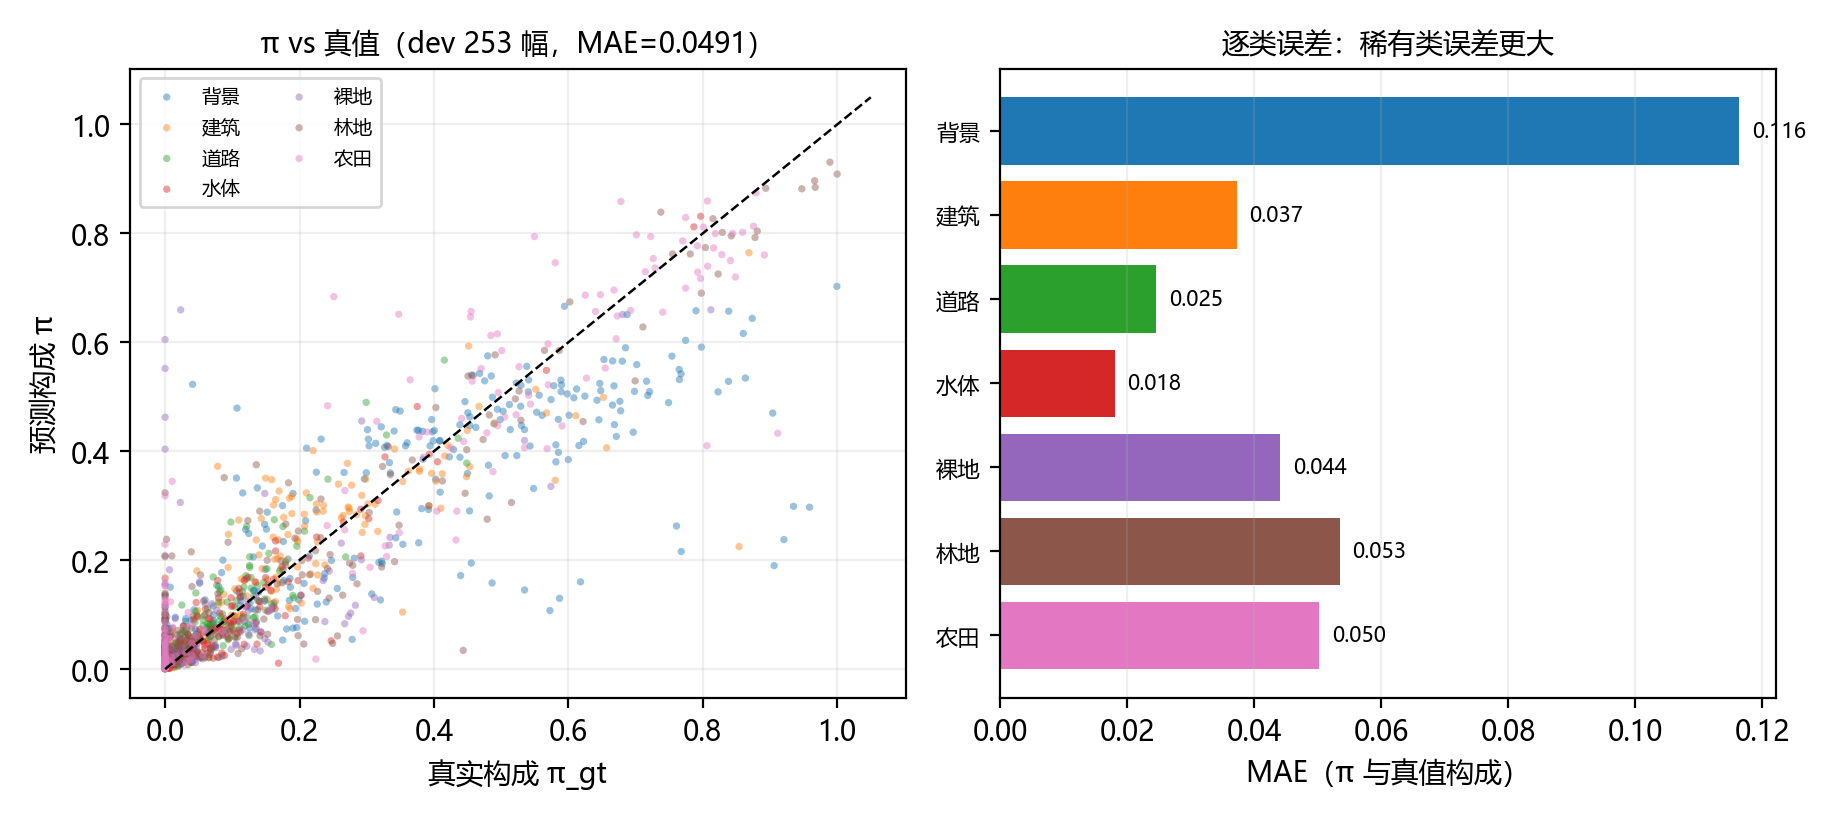 π vs 真值（dev 253 幅，MAE=0.0491）
背景
建筑
道路
水体
裸地
林地
农田
1.0
0.8
0.6
0.4
0.2
0.0
预测构成 π
0.0 0.2 0.4 0.6 0.8 1.0
真实构成 π_gt
逐类误差：稀有类误差更大
背景 0.116
建筑 0.037
道路 0.025
水体 0.018
裸地 0.044
林地 0.053
农田 0.050
0.00 0.02 0.04 0.06 0.08 0.10 0.12
MAE（π 与真值构成）